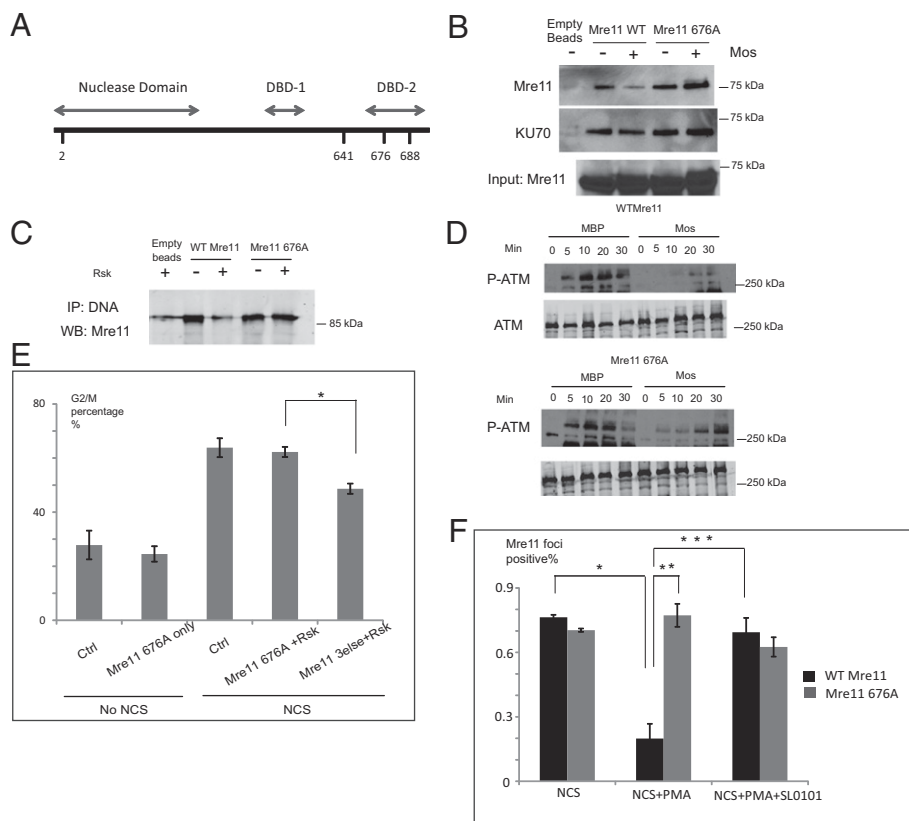 A
Nuclease Domain
DBD-1
DBD-2
2
641
676
688
B
Empty Beads
Mre11 WT
Mre11 676A
- - + - + Mos
Mre11
75 kDa
KU70
75 kDa
75 kDa
Input: Mre11
C
Empty beads
WT Mre11
Mre11 676A
Rsk + - + - +
IP: DNA
WB: Mre11
85 kDa
WTMre11
D
MBP
Mos
Min 0 5 10 20 30 0 5 10 20 30
P-ATM
250 kDa
ATM
250 kDa
Mre11 676A
MBP
Mos
Min 0 5 10 20 30 0 5 10 20 30
P-ATM
250 kDa
250 kDa
E
G2/M percentage %
80
40
0
*
Ctrl
Mre11 676A only
Ctrl
Mre11 676A +Rsk
Mre11 3else+Rsk
No NCS
NCS
F
Mre11 foci positive%
0.9
0.6
0.3
0
*
**
***
WT Mre11
Mre11 676A
NCS
NCS+PMA
NCS+PMA+SL0101